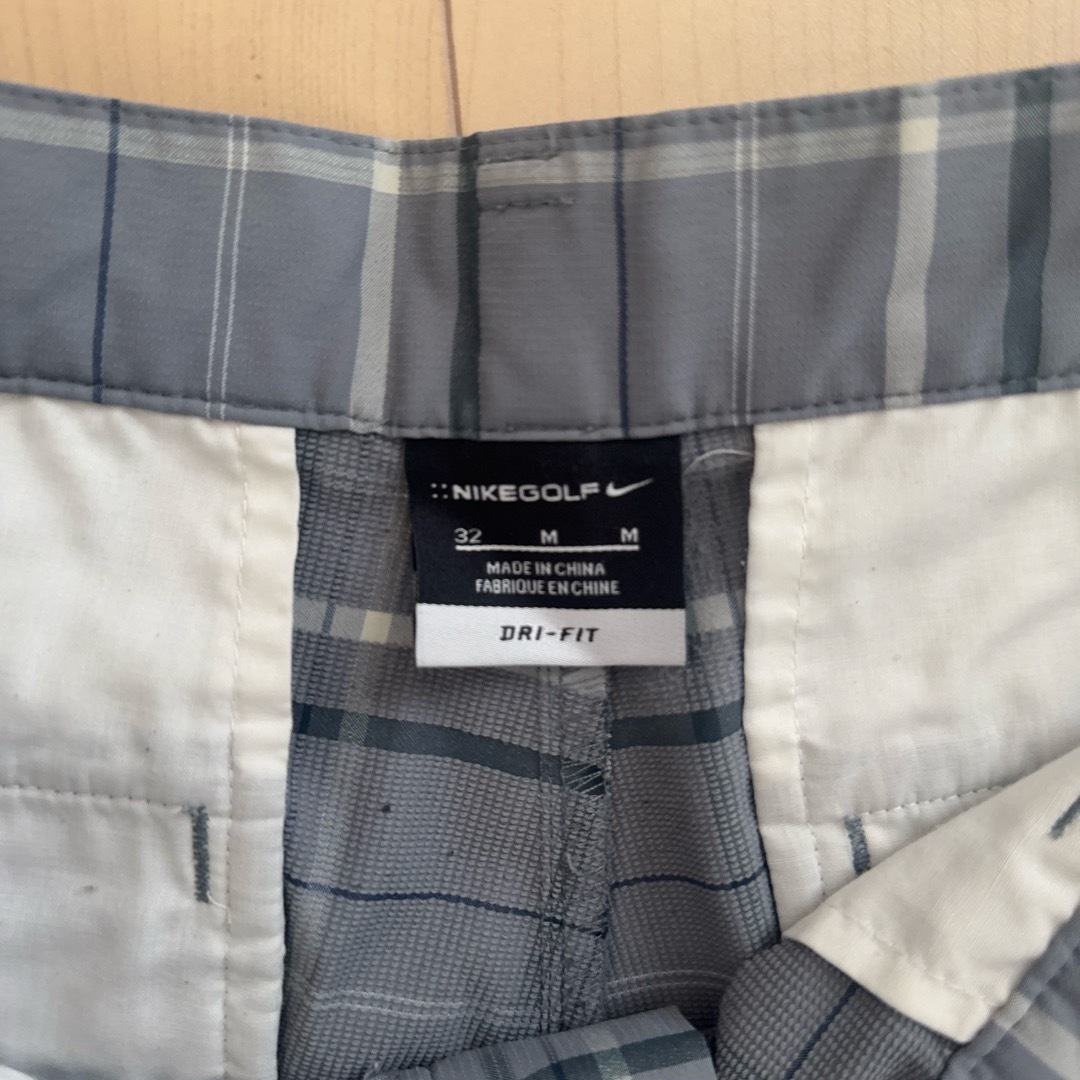 NIKEGOLF
32 M M
MADE IN CHINA
FABRIQUE EN CHINE
DRI-FIT